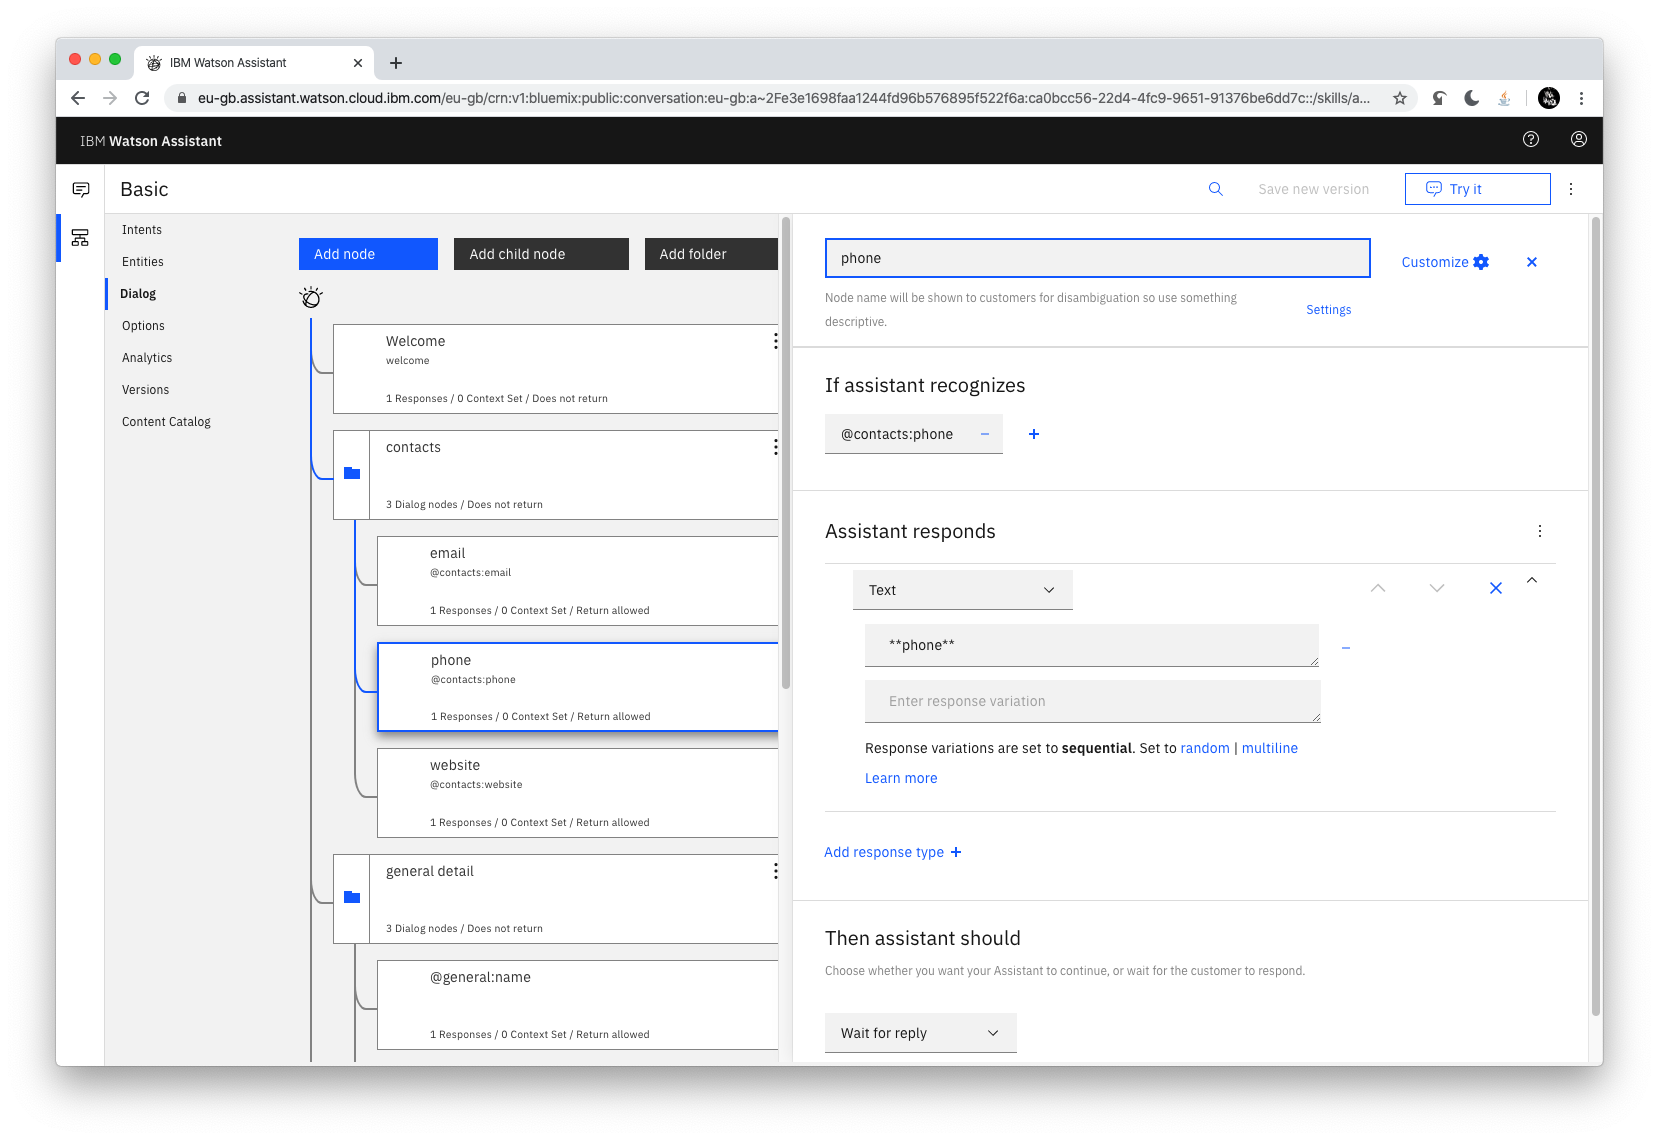 IBM Watson Assistant
eu-gb.assistant.watson.cloud.ibm.com/eu-gb/crn:v1:bluemix:public:conversation:eu-gb:a~2Fe3e1698faa1244fd96b576895f522f6a:ca0bcc56-22d4-4fc9-9651-91376be6dd7c::/skills/a...
IBM Watson Assistant
Basic
Save new version
Try it
Intents
Entities
Dialog
Options
Analytics
Versions
Content Catalog
Add node
Add child node
Add folder
Welcome
welcome
1 Responses / 0 Context Set / Does not return
contacts
3 Dialog nodes / Does not return
email
@contacts:email
1 Responses / 0 Context Set / Return allowed
phone
@contacts:phone
1 Responses / 0 Context Set / Return allowed
website
@contacts:website
1 Responses / 0 Context Set / Return allowed
general detail
3 Dialog nodes / Does not return
@general:name
1 Responses / 0 Context Set / Return allowed
phone
Customize
Node name will be shown to customers for disambiguation so use something
descriptive.
Settings
If assistant recognizes
@contacts:phone
Assistant responds
Text
**phone**
Enter response variation
Response variations are set to sequential. Set to random | multiline
Learn more
Add response type
Then assistant should
Choose whether you want your Assistant to continue, or wait for the customer to respond.
Wait for reply